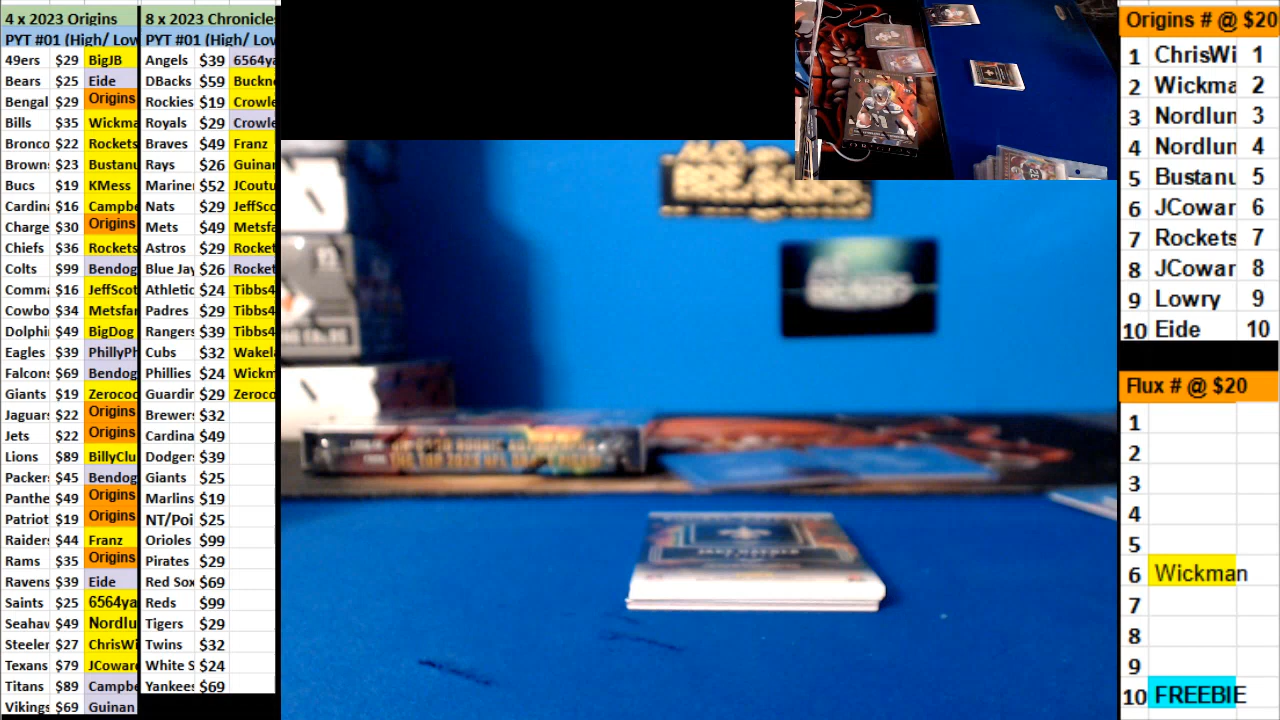 4 x 2023 Origins
PYT #01 (High/ Low
49ers $29 BigJB
Bears $25 Eide
Bengal $29 Origins
Bills $35 Wickma
Bronco $22 Rockets
Brown $23 Bustanu
Bucs $19 KMess
Cardina $16 Campbe
Charge $30 Origins
Chiefs $36 Rockets
Colts $99 Bendog
Comma $16 JeffScot
Cowbo $34 Metsfan
Dolphi $49 BigDog
Eagles $39 PhillyPh
Falcon $69 Bendog
Giants $19 Zerocoo
Jaguar $22 Origins
Jets $22 Origins
Lions $89 BillyClu
Packer $45 Bendog
Panthe $49 Origins
Patriot $19 Origins
Raider $44 Franz
Rams $35 Origins
Ravens $39 Eide
Saints $25 6564ya
Seahaw $49 Nordlu
Steeler $27 ChrisWi
Texans $79 JCoward
Titans $89 Campbe
Vikings $69 Guinan
8 x 2023 Chronicles
PYT #01 (High/ Low
Angels $39 6564ya
DBacks $59 Buckne
Rockies $19 Crowle
Royals $29 Crowle
Braves $49 Franz
Rays $26 Guinan
Mariner $52 JCoutu
Nats $29 JeffSco
Mets $49 Metsfa
Astros $29 Rocket
Blue Jay $26 Rocket
Athletic $24 Tibbs4
Padres $29 Tibbs4
Rangers $39 Tibbs4
Cubs $32 Wakela
Phillies $24 Wickm
Guardin $29 Zeroco
Brewers $32
Cardina $49
Dodgers $39
Giants $25
Marlins $19
NT/Poi $25
Orioles $99
Pirates $29
Red Sox $69
Reds $99
Tigers $29
Twins $32
White S $24
Yankees $69
Origins # @ $20
1 ChrisWi 1
2 Wickma 2
3 Nordlun 3
4 Nordlun 4
5 Bustanu 5
6 JCowar 6
7 Rockets 7
8 JCowar 8
9 Lowry 9
10 Eide 10
Flux # @ $20
1
2
3
4
5
6 Wickman
7
8
9
10 FREEBIE